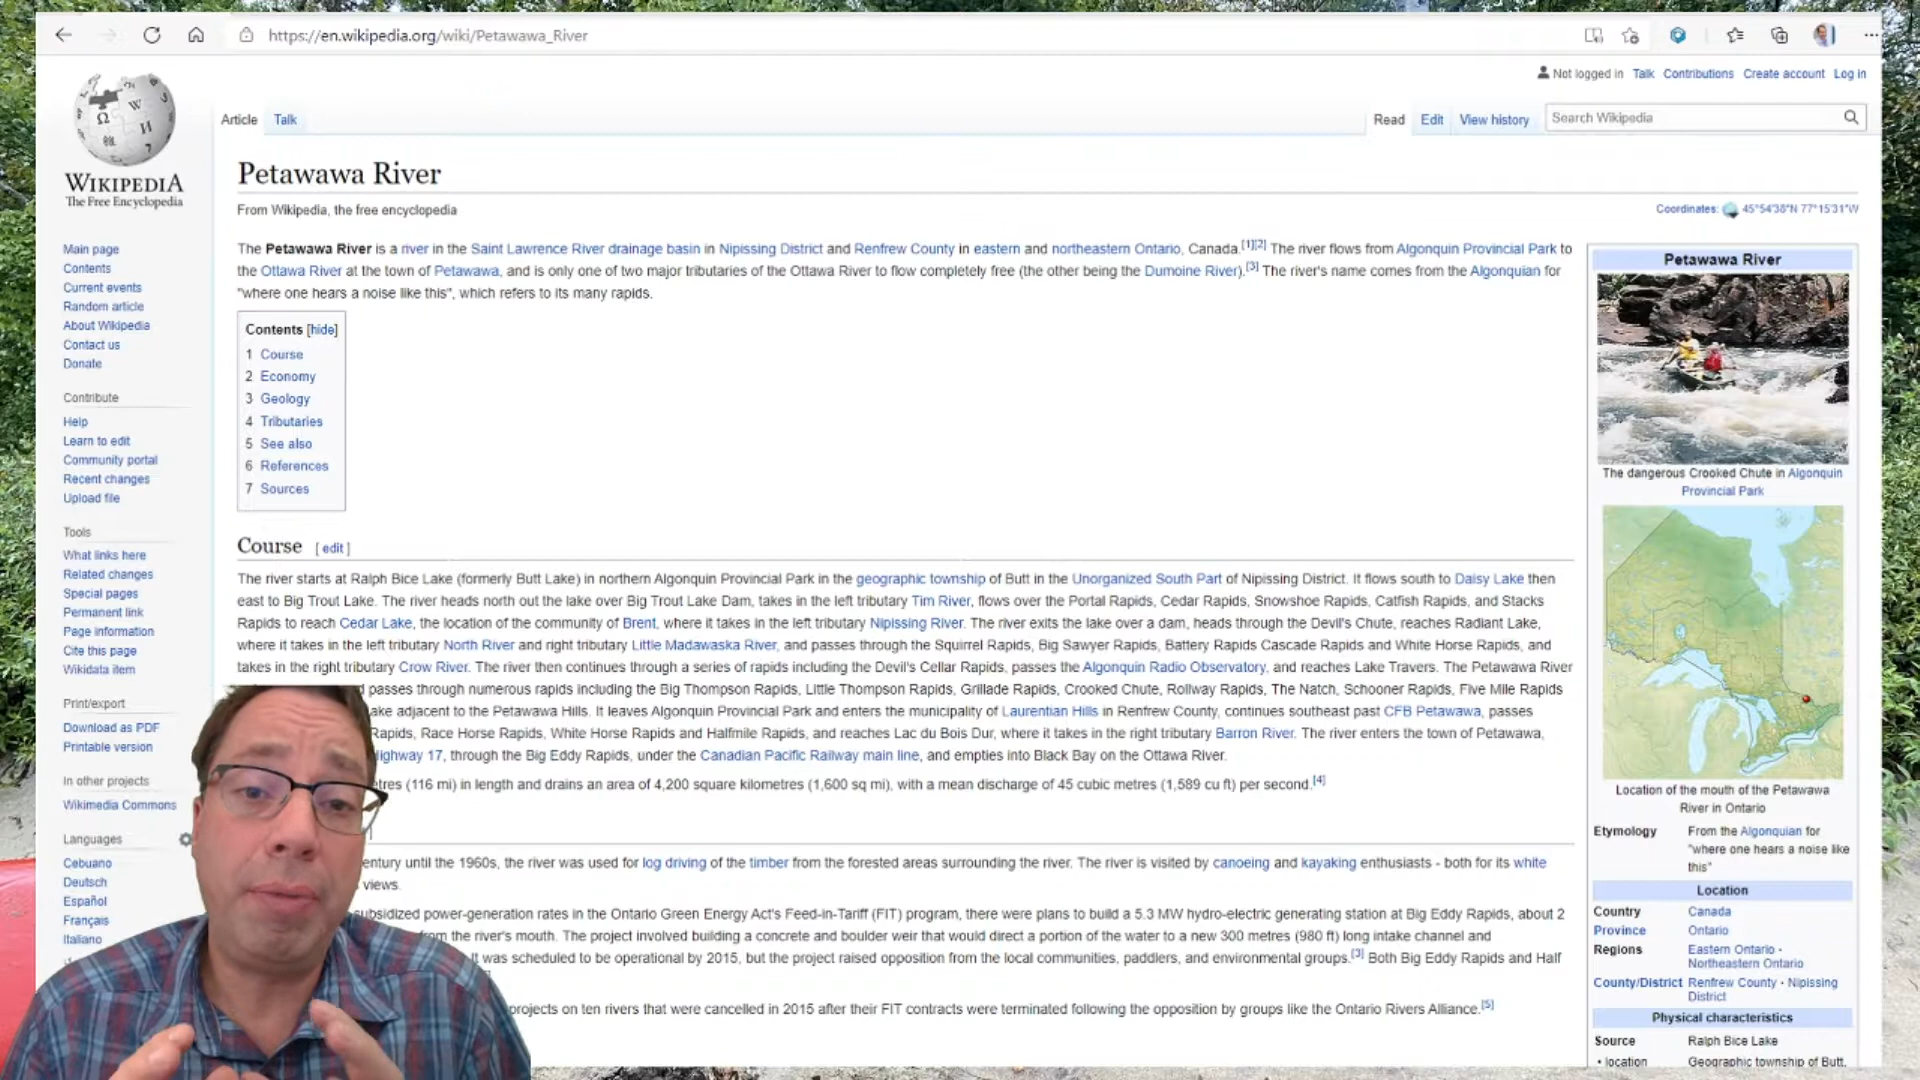 https://en.wikipedia.org/wiki/Petawawa_River
Not logged in Talk Contributions Create account Log in
Article Talk
Read Edit View history Search Wikipedia
WIKIPEDIA
The Free Encyclopedia
Main page
Contents
Current events
Random article
About Wikipedia
Contact us
Donate
Contribute
Help
Learn to edit
Community portal
Recent changes
Upload file
Tools
What links here
Related changes
Special pages
Permanent link
Page information
Cite this page
Wikidata item
Print/export
Download as PDF
Printable version
In other projects
Wikimedia Commons
Languages
Cebuano
Deutsch
Español
Français
Italiano
Petawawa River
From Wikipedia, the free encyclopedia
Coordinates: 45°54′38″N 77°15′31″W
The Petawawa River is a river in the Saint Lawrence River drainage basin in Nipissing District and Renfrew County in eastern and northeastern Ontario, Canada.[1][2] The river flows from Algonquin Provincial Park to
the Ottawa River at the town of Petawawa, and is only one of two major tributaries of the Ottawa River to flow completely free (the other being the Dumoine River).[3] The river's name comes from the Algonquian for
"where one hears a noise like this", which refers to its many rapids.
Contents [hide]
1 Course
2 Economy
3 Geology
4 Tributaries
5 See also
6 References
7 Sources
Course [ edit ]
The river starts at Ralph Bice Lake (formerly Butt Lake) in northern Algonquin Provincial Park in the geographic township of Butt in the Unorganized South Part of Nipissing District. It flows south to Daisy Lake then
east to Big Trout Lake. The river heads north out the lake over Big Trout Lake Dam, takes in the left tributary Tim River, flows over the Portal Rapids, Cedar Rapids, Snowshoe Rapids, Catfish Rapids, and Stacks
Rapids to reach Cedar Lake, the location of the community of Brent, where it takes in the left tributary Nipissing River. The river exits the lake over a dam, heads through the Devil's Chute, reaches Radiant Lake,
where it takes in the left tributary North River and right tributary Little Madawaska River, and passes through the Squirrel Rapids, Big Sawyer Rapids, Battery Rapids Cascade Rapids and White Horse Rapids, and
takes in the right tributary Crow River. The river then continues through a series of rapids including the Devil's Cellar Rapids, passes the Algonquin Radio Observatory, and reaches Lake Travers. The Petawawa River
passes through numerous rapids including the Big Thompson Rapids, Little Thompson Rapids, Grillade Rapids, Crooked Chute, Rollway Rapids, The Natch, Schooner Rapids, Five Mile Rapids
adjacent to the Petawawa Hills. It leaves Algonquin Provincial Park and enters the municipality of Laurentian Hills in Renfrew County, continues southeast past CFB Petawawa, passes
Rapids, Race Horse Rapids, White Horse Rapids and Halfmile Rapids, and reaches Lac du Bois Dur, where it takes in the right tributary Barron River. The river enters the town of Petawawa,
17, through the Big Eddy Rapids, under the Canadian Pacific Railway main line, and empties into Black Bay on the Ottawa River.
(116 mi) in length and drains an area of 4,200 square kilometres (1,600 sq mi), with a mean discharge of 45 cubic metres (1,589 cu ft) per second.[4]
until the 1960s, the river was used for log driving of the timber from the forested areas surrounding the river. The river is visited by canoeing and kayaking enthusiasts - both for its white
views.
subsidized power-generation rates in the Ontario Green Energy Act's Feed-in-Tariff (FIT) program, there were plans to build a 5.3 MW hydro-electric generating station at Big Eddy Rapids, about 2
from the river's mouth. The project involved building a concrete and boulder weir that would direct a portion of the water to a new 300 metres (980 ft) long intake channel and
was scheduled to be operational by 2015, but the project raised opposition from the local communities, paddlers, and environmental groups.[3] Both Big Eddy Rapids and Half
projects on ten rivers that were cancelled in 2015 after their FIT contracts were terminated following the opposition by groups like the Ontario Rivers Alliance.[5]
Petawawa River
The dangerous Crooked Chute in Algonquin
Provincial Park
Location of the mouth of the Petawawa
River in Ontario
Etymology From the Algonquian for
"where one hears a noise like
this"
Location
Country Canada
Province Ontario
Regions Eastern Ontario ·
Northeastern Ontario
County/District Renfrew County · Nipissing
District
Physical characteristics
Source Ralph Bice Lake
• location Geographic township of Butt,